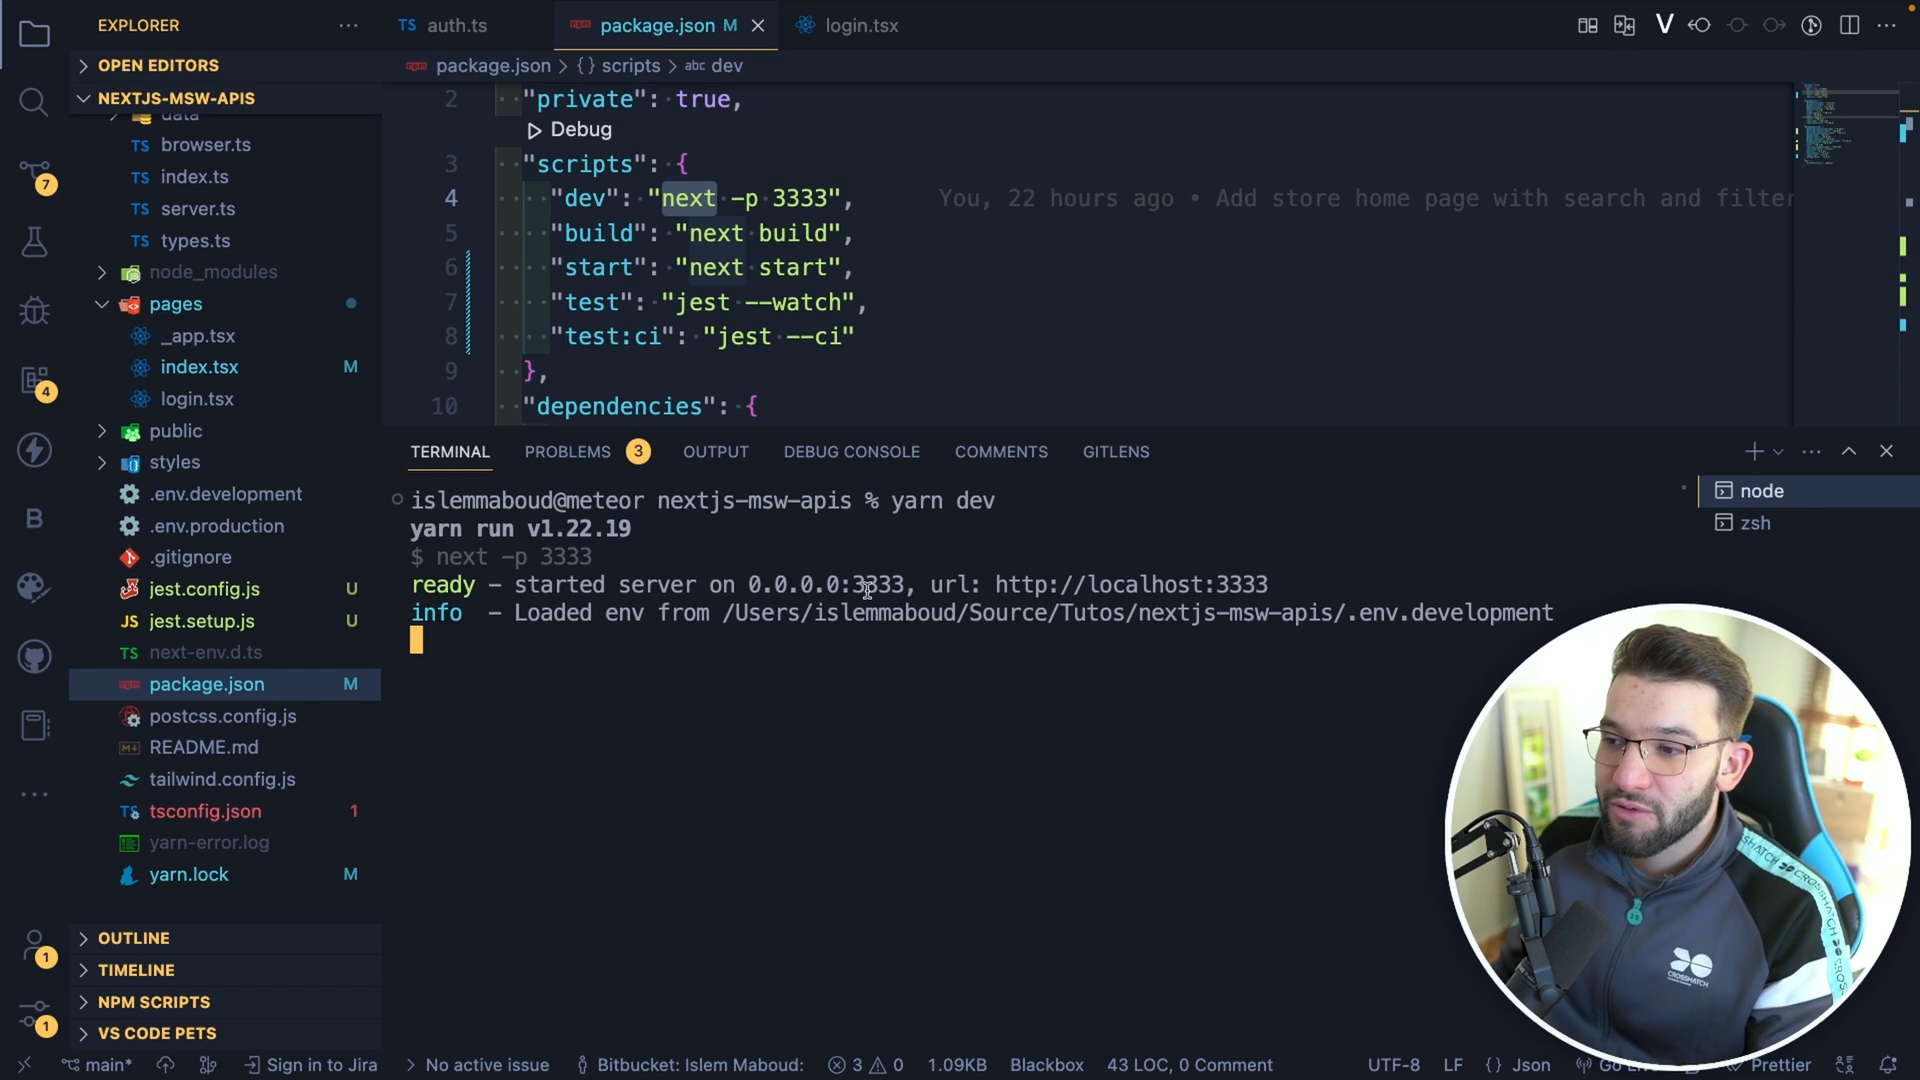 EXPLORER
OPEN EDITORS
NEXTJS-MSW-APIS
data
TS browser.ts
TS index.ts
TS server.ts
TS types.ts
node_modules
pages
_app.tsx
index.tsx M
login.tsx
public
styles
.env.development
.env.production
.gitignore
jest.config.js U
JS jest.setup.js U
TS next-env.d.ts
package.json M
postcss.config.js
README.md
tailwind.config.js
TS tsconfig.json 1
yarn-error.log
yarn.lock M
OUTLINE
TIMELINE
NPM SCRIPTS
VS CODE PETS
7
4
B
1
1
TS auth.ts
package.json M
login.tsx
package.json > {} scripts > abc dev
2 "private": true,
Debug
3 "scripts": {
4 "dev": "next -p 3333", You, 22 hours ago • Add store home page with search and filter
5 "build": "next build",
6 "start": "next start",
7 "test": "jest --watch",
8 "test:ci": "jest --ci"
9 },
10 "dependencies": {
TERMINAL PROBLEMS 3 OUTPUT DEBUG CONSOLE COMMENTS GITLENS
islemmaboud@meteor nextjs-msw-apis % yarn dev
yarn run v1.22.19
$ next -p 3333
ready - started server on 0.0.0.0:3333, url: http://localhost:3333
info - Loaded env from /Users/islemmaboud/Source/Tutos/nextjs-msw-apis/.env.development
node
zsh
CROSSHATCH
main* Sign in to Jira No active issue Bitbucket: Islem Maboud: 3 0 1.09KB Blackbox 43 LOC, 0 Comment UTF-8 LF {} Json Prettier